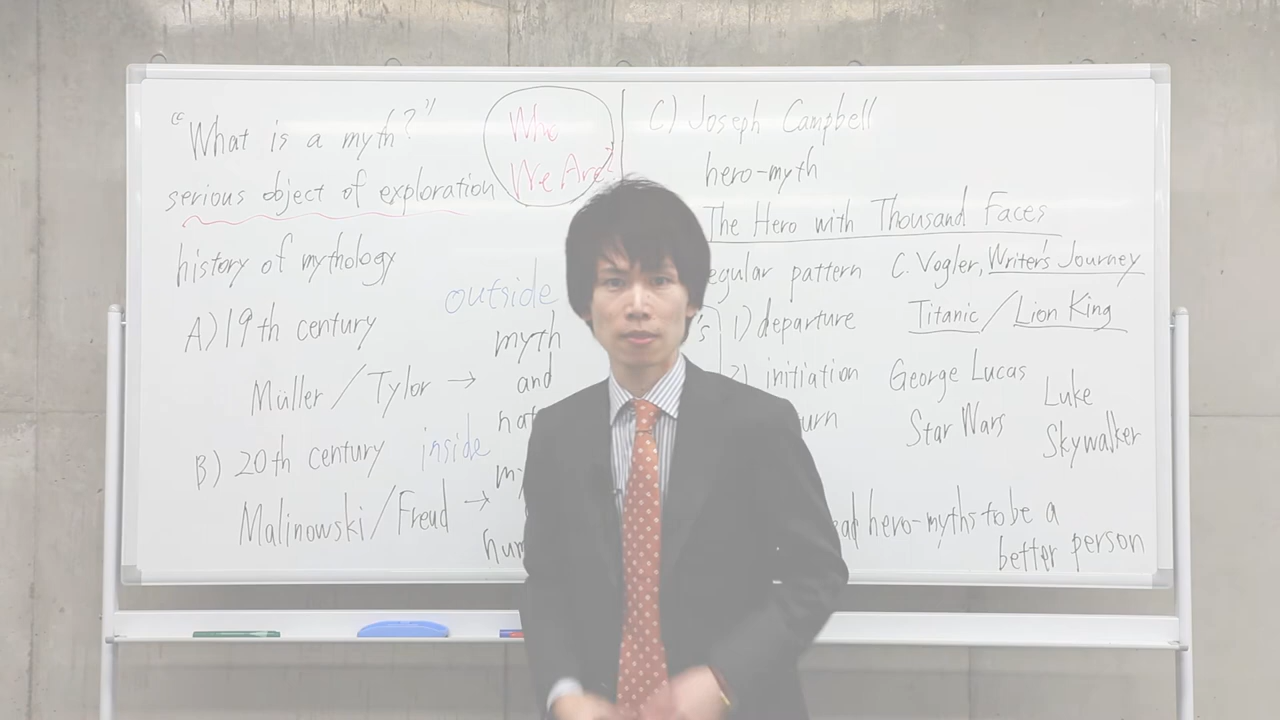 "What is a myth?"
serious object of exploration
Who
We Are?
history of mythology
outside
A) 19th century
myth
Müller / Tylor → and
B) 20th century inside
Malinowski / Freud →
C) Joseph Campbell
hero-myth
The Hero with Thousand Faces
pattern C. Vogler, Writer's Journey
1) departure Titanic / Lion King
2) initiation George Lucas Luke
Star Wars Skywalker
hero-myths to be a
better person